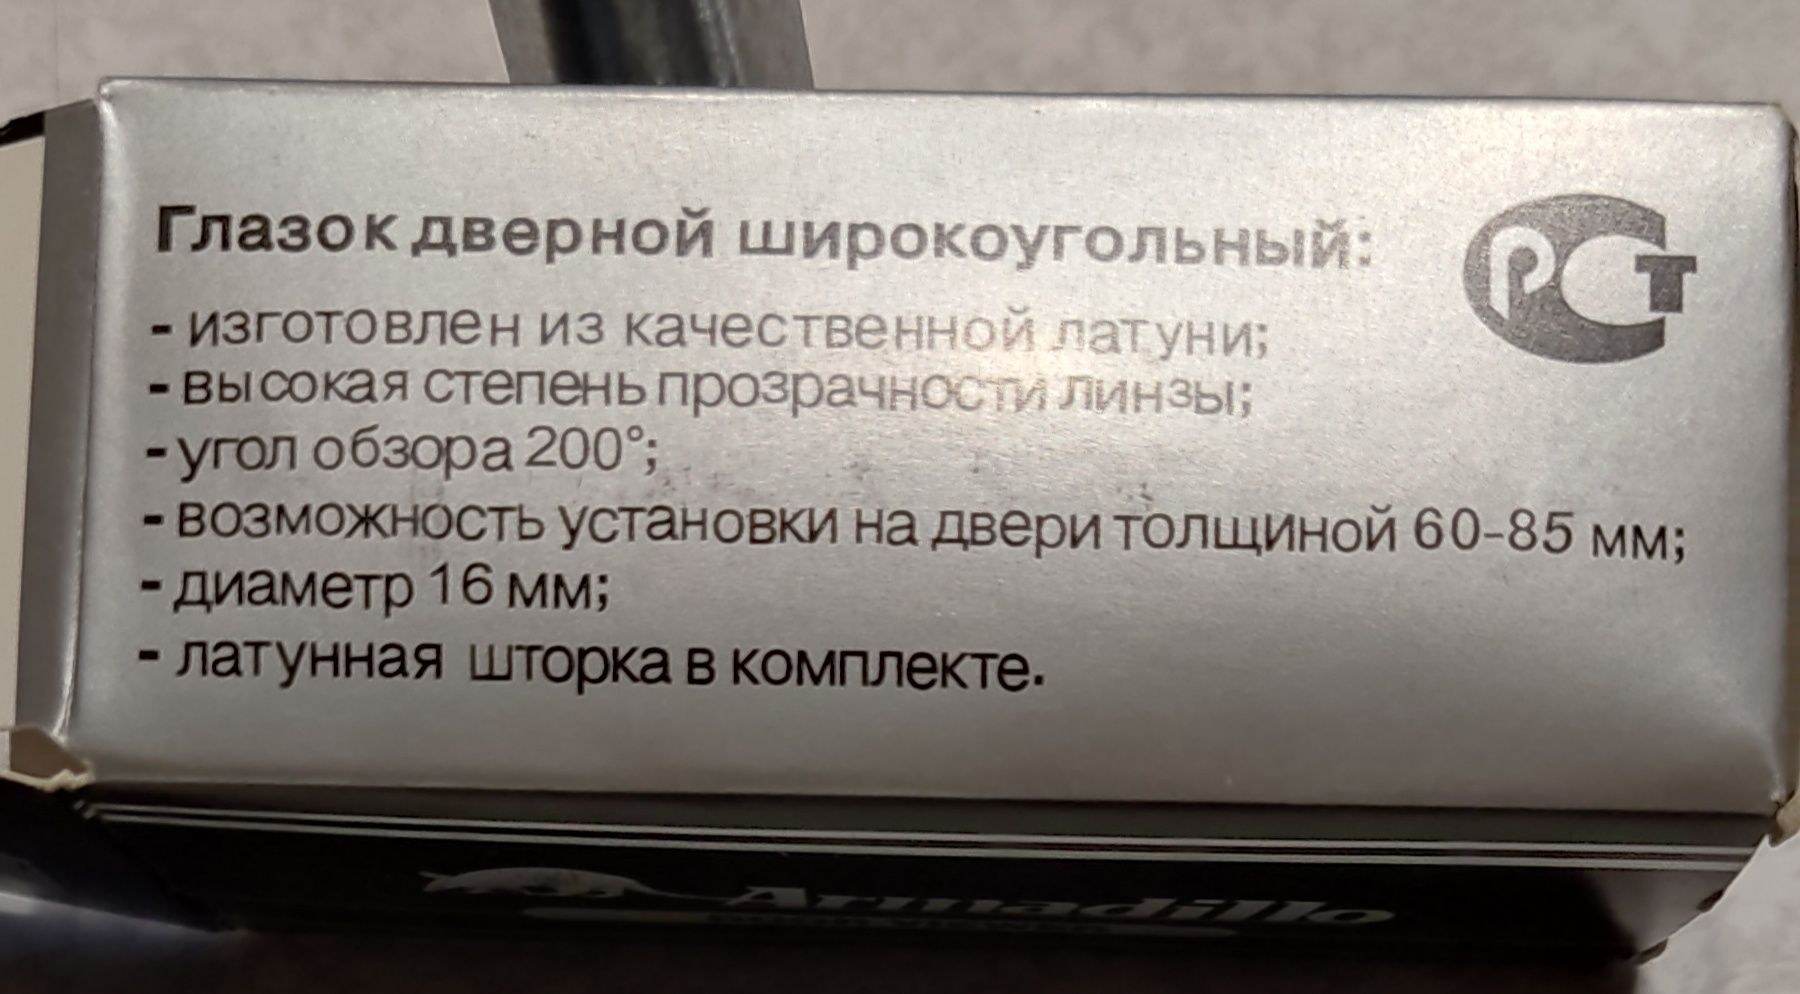 Глазок дверной широкоугольный:
РСТ
- изготовлен из качественной латуни;
- высокая степень прозрачности линзы;
- угол обзора 200°;
- возможность установки на двери толщиной 60-85 мм;
- диаметр 16 мм;
- латунная шторка в комплекте.
Armadillo